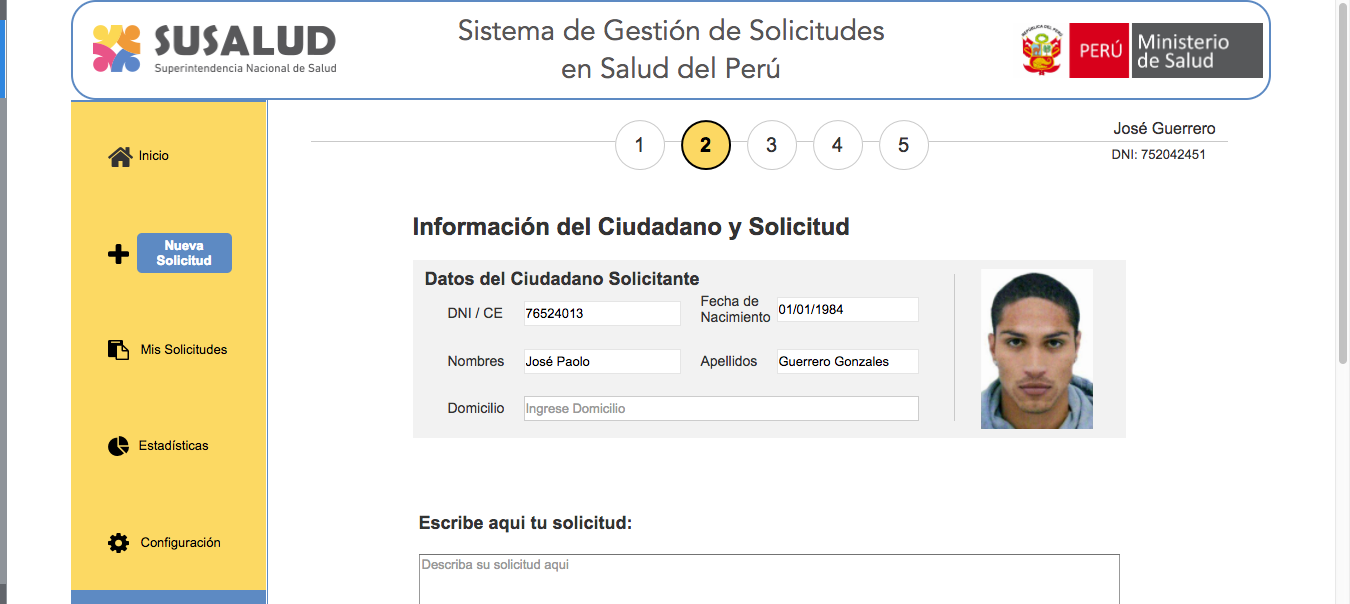 SUSALUD
Superintendencia Nacional de Salud
Sistema de Gestión de Solicitudes
en Salud del Perú
REPÚBLICA DEL PERÚ
PERÚ
Ministerio
de Salud
Inicio
Nueva
Solicitud
Mis Solicitudes
Estadísticas
Configuración
1
2
3
4
5
José Guerrero
DNI: 752042451
Información del Ciudadano y Solicitud
Datos del Ciudadano Solicitante
DNI / CE
76524013
Fecha de
Nacimiento
01/01/1984
Nombres
José Paolo
Apellidos
Guerrero Gonzales
Domicilio
Ingrese Domicilio
Escribe aqui tu solicitud:
Describa su solicitud aqui